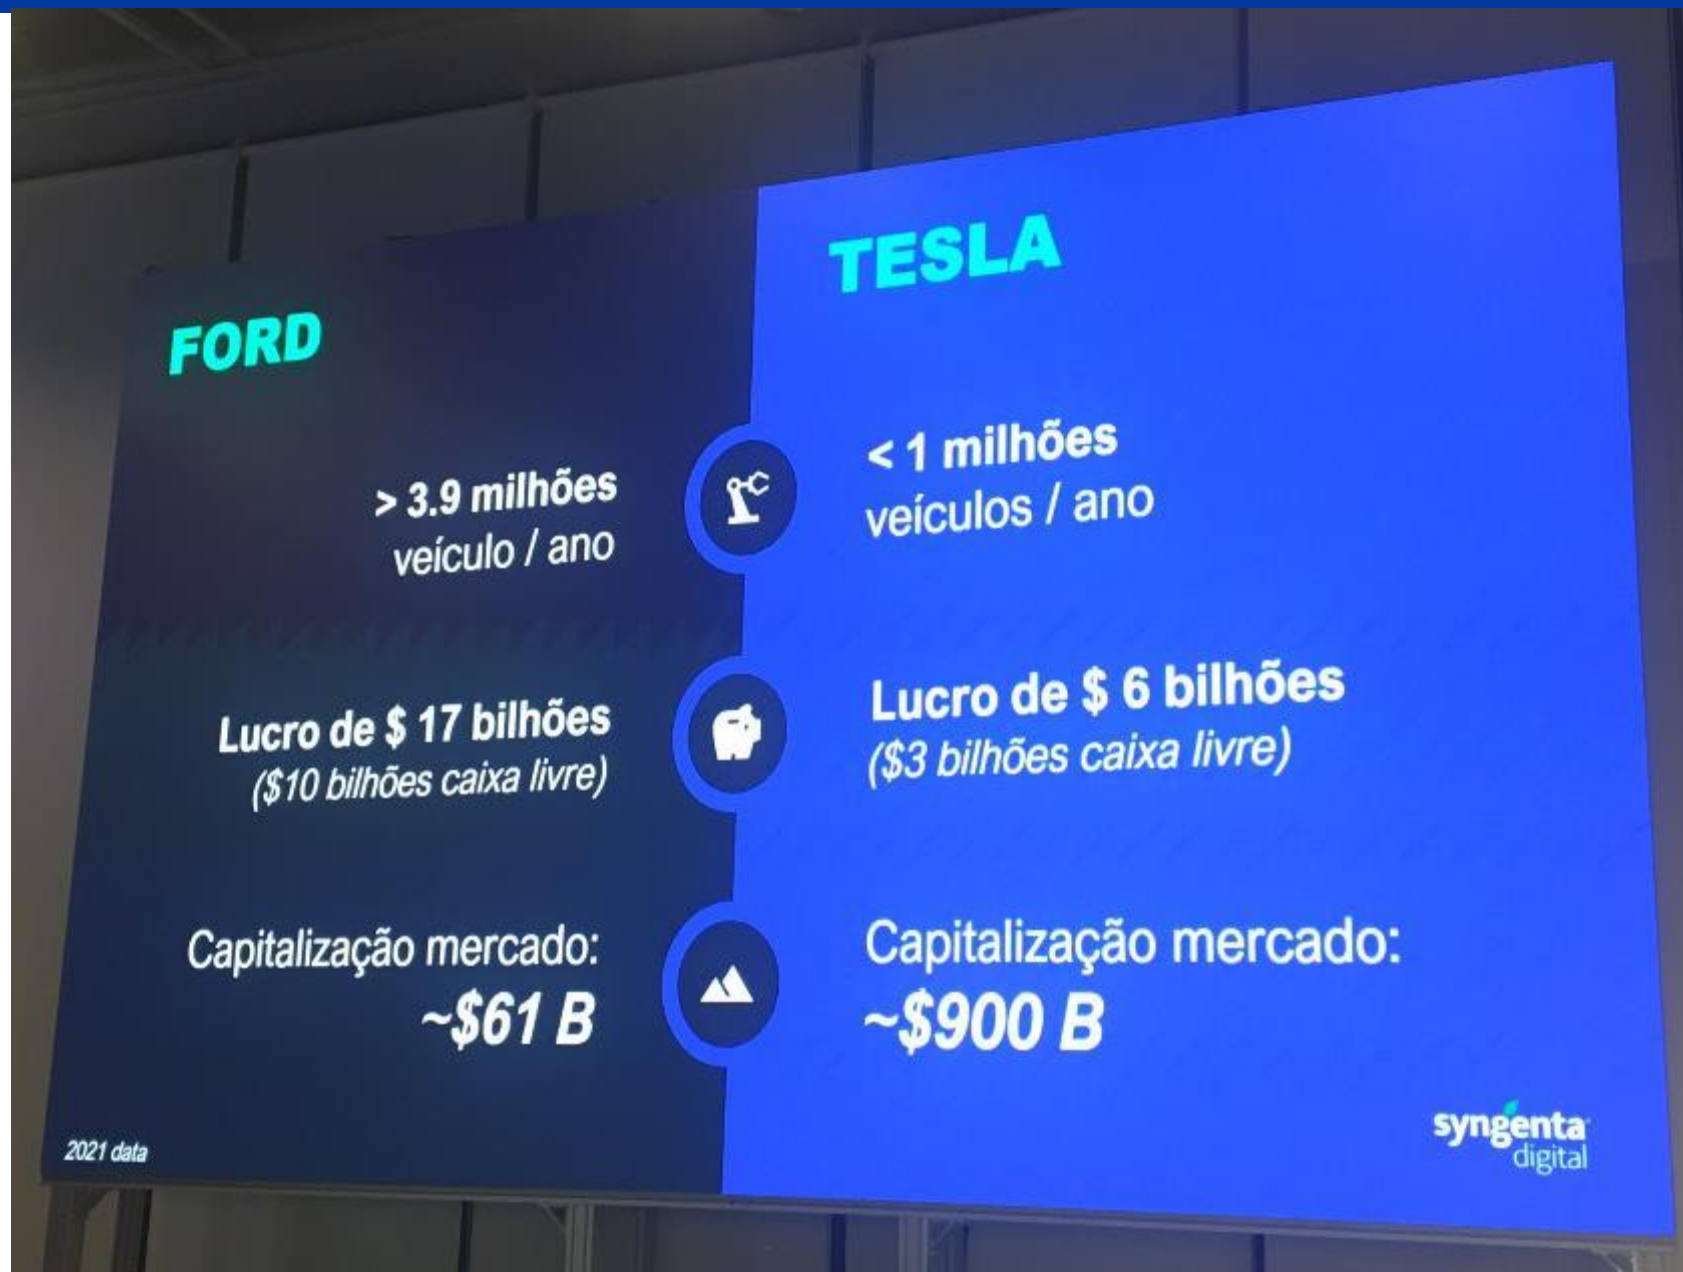 FORD
> 3.9 milhões
veículo / ano
Lucro de $ 17 bilhões
($10 bilhões caixa livre)
Capitalização mercado:
~$61 B
2021 data
TESLA
< 1 milhões
veículos / ano
Lucro de $ 6 bilhões
($3 bilhões caixa livre)
Capitalização mercado:
~$900 B
syngenta
digital